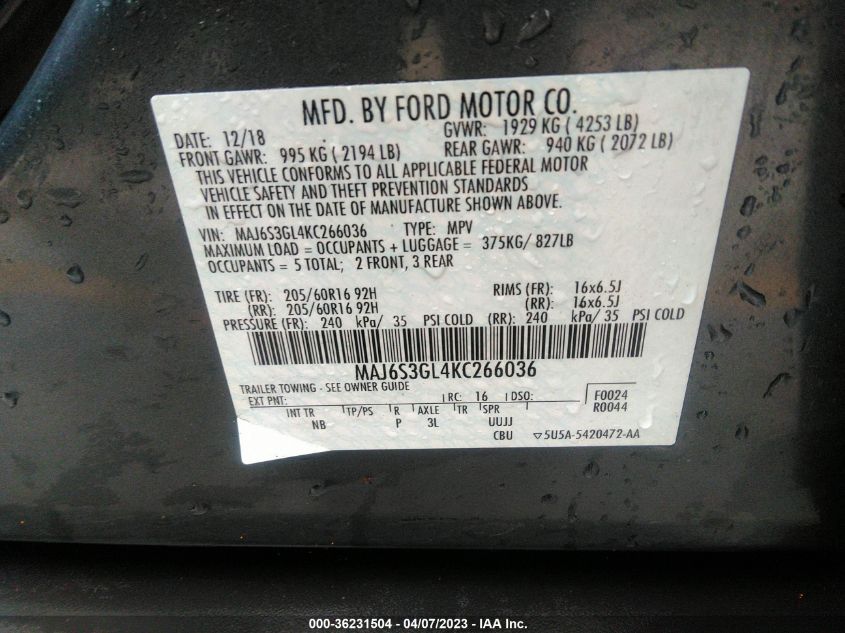 MFD. BY FORD MOTOR CO.
DATE: 12/18 GVWR: 1929 KG ( 4253 LB)
FRONT GAWR: 995 KG ( 2194 LB) REAR GAWR: 940 KG ( 2072 LB)
THIS VEHICLE CONFORMS TO ALL APPLICABLE FEDERAL MOTOR
VEHICLE SAFETY AND THEFT PREVENTION STANDARDS
IN EFFECT ON THE DATE OF MANUFACTURE SHOWN ABOVE.
VIN: MAJ6S3GL4KC266036 TYPE: MPV
MAXIMUM LOAD = OCCUPANTS + LUGGAGE = 375KG/ 827LB
OCCUPANTS = 5 TOTAL; 2 FRONT, 3 REAR
TIRE (FR): 205/60R16 92H RIMS (FR): 16x6.5J
(RR): 205/60R16 92H (RR): 16x6.5J
PRESSURE (FR): 240 kPa/ 35 PSI COLD (RR): 240 kPa/ 35 PSI COLD
MAJ6S3GL4KC266036
TRAILER TOWING - SEE OWNER GUIDE
EXT PNT: RC: 16 DSO: F0024
R0044
INT TR TP/PS R AXLE TR SPR
NB P 3L UUJJ
CBU ▽5U5A-5420472-AA
000-36231504 - 04/07/2023 - IAA Inc.